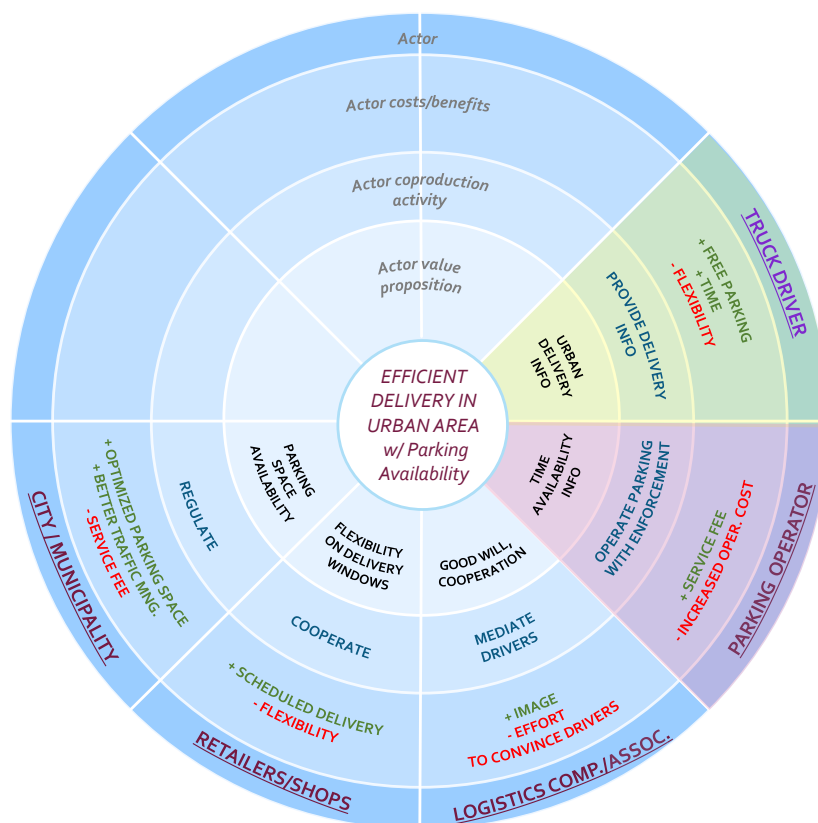 Actor
Actor costs/benefits
Actor coproduction
activity
Actor value
proposition
EFFICIENT
DELIVERY IN
URBAN AREA
w/ Parking
Availability
TRUCK DRIVER
+ FREE PARKING
+ TIME
- FLEXIBILITY
PROVIDE DELIVERY
INFO
URBAN
DELIVERY
INFO
PARKING OPERATOR
+ SERVICE FEE
- INCREASED OPER. COST
OPERATE PARKING
WITH ENFORCEMENT
TIME
AVAILABILITY
INFO
LOGISTICS COMP./ASSOC.
+ IMAGE
- EFFORT
TO CONVINCE DRIVERS
MEDIATE
DRIVERS
GOOD WILL,
COOPERATION
RETAILERS/SHOPS
+ SCHEDULED DELIVERY
- FLEXIBILITY
COOPERATE
FLEXIBILITY
ON DELIVERY
WINDOWS
CITY / MUNICIPALITY
+ OPTIMIZED PARKING SPACE
+ BETTER TRAFFIC MNG.
- SERVICE FEE
REGULATE
PARKING
SPACE
AVAILABILITY